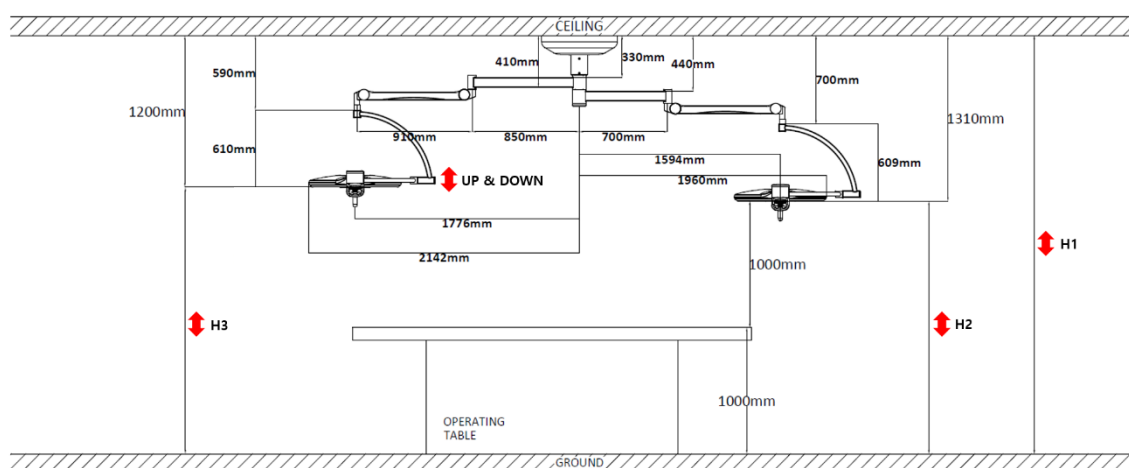 CEILING
410mm
330mm
440mm
590mm
700mm
1200mm
1310mm
910mm
850mm
700mm
610mm
1594mm
609mm
UP & DOWN
1960mm
1776mm
2142mm
H1
1000mm
H3
H2
1000mm
OPERATING
TABLE
GROUND